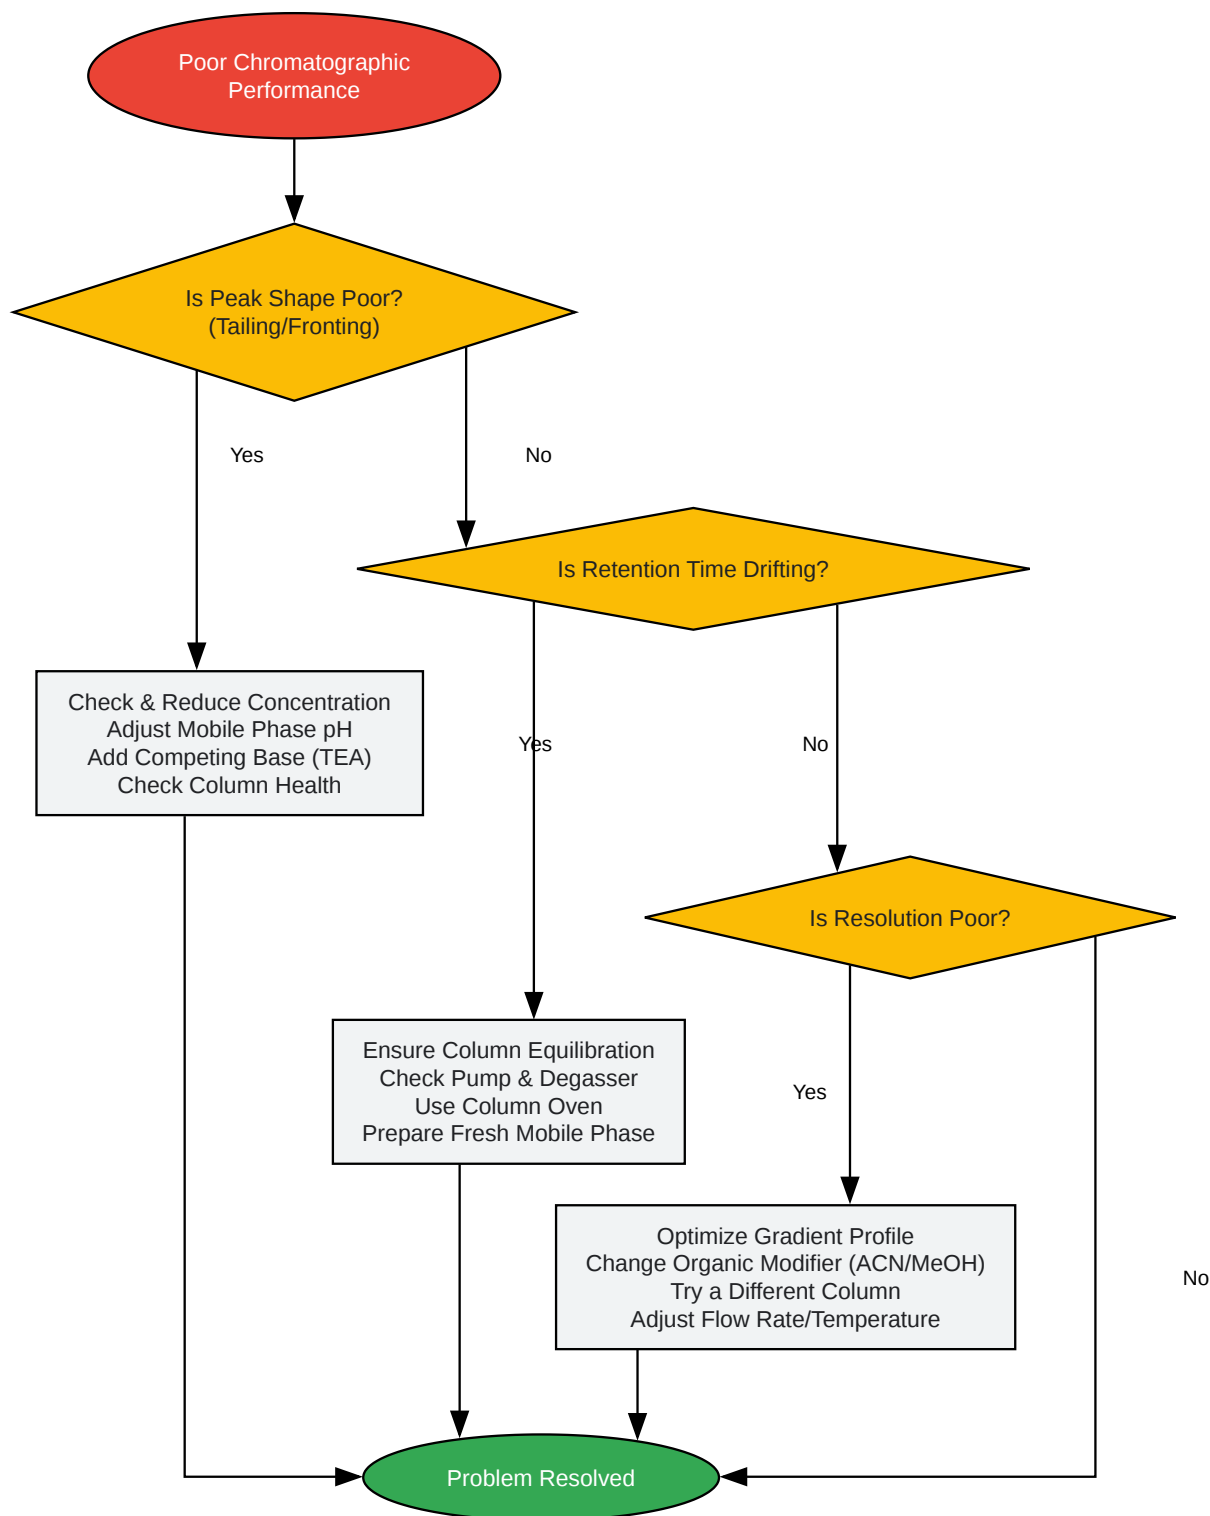 Poor Chromatographic
Performance
Is Peak Shape Poor?
(Tailing/Fronting)
Yes
No
Is Retention Time Drifting?
Check & Reduce Concentration
Adjust Mobile Phase pH
Add Competing Base (TEA)
Check Column Health
Yes
No
Is Resolution Poor?
Ensure Column Equilibration
Check Pump & Degasser
Use Column Oven
Prepare Fresh Mobile Phase
Yes
No
Optimize Gradient Profile
Change Organic Modifier (ACN/MeOH)
Try a Different Column
Adjust Flow Rate/Temperature
Problem Resolved